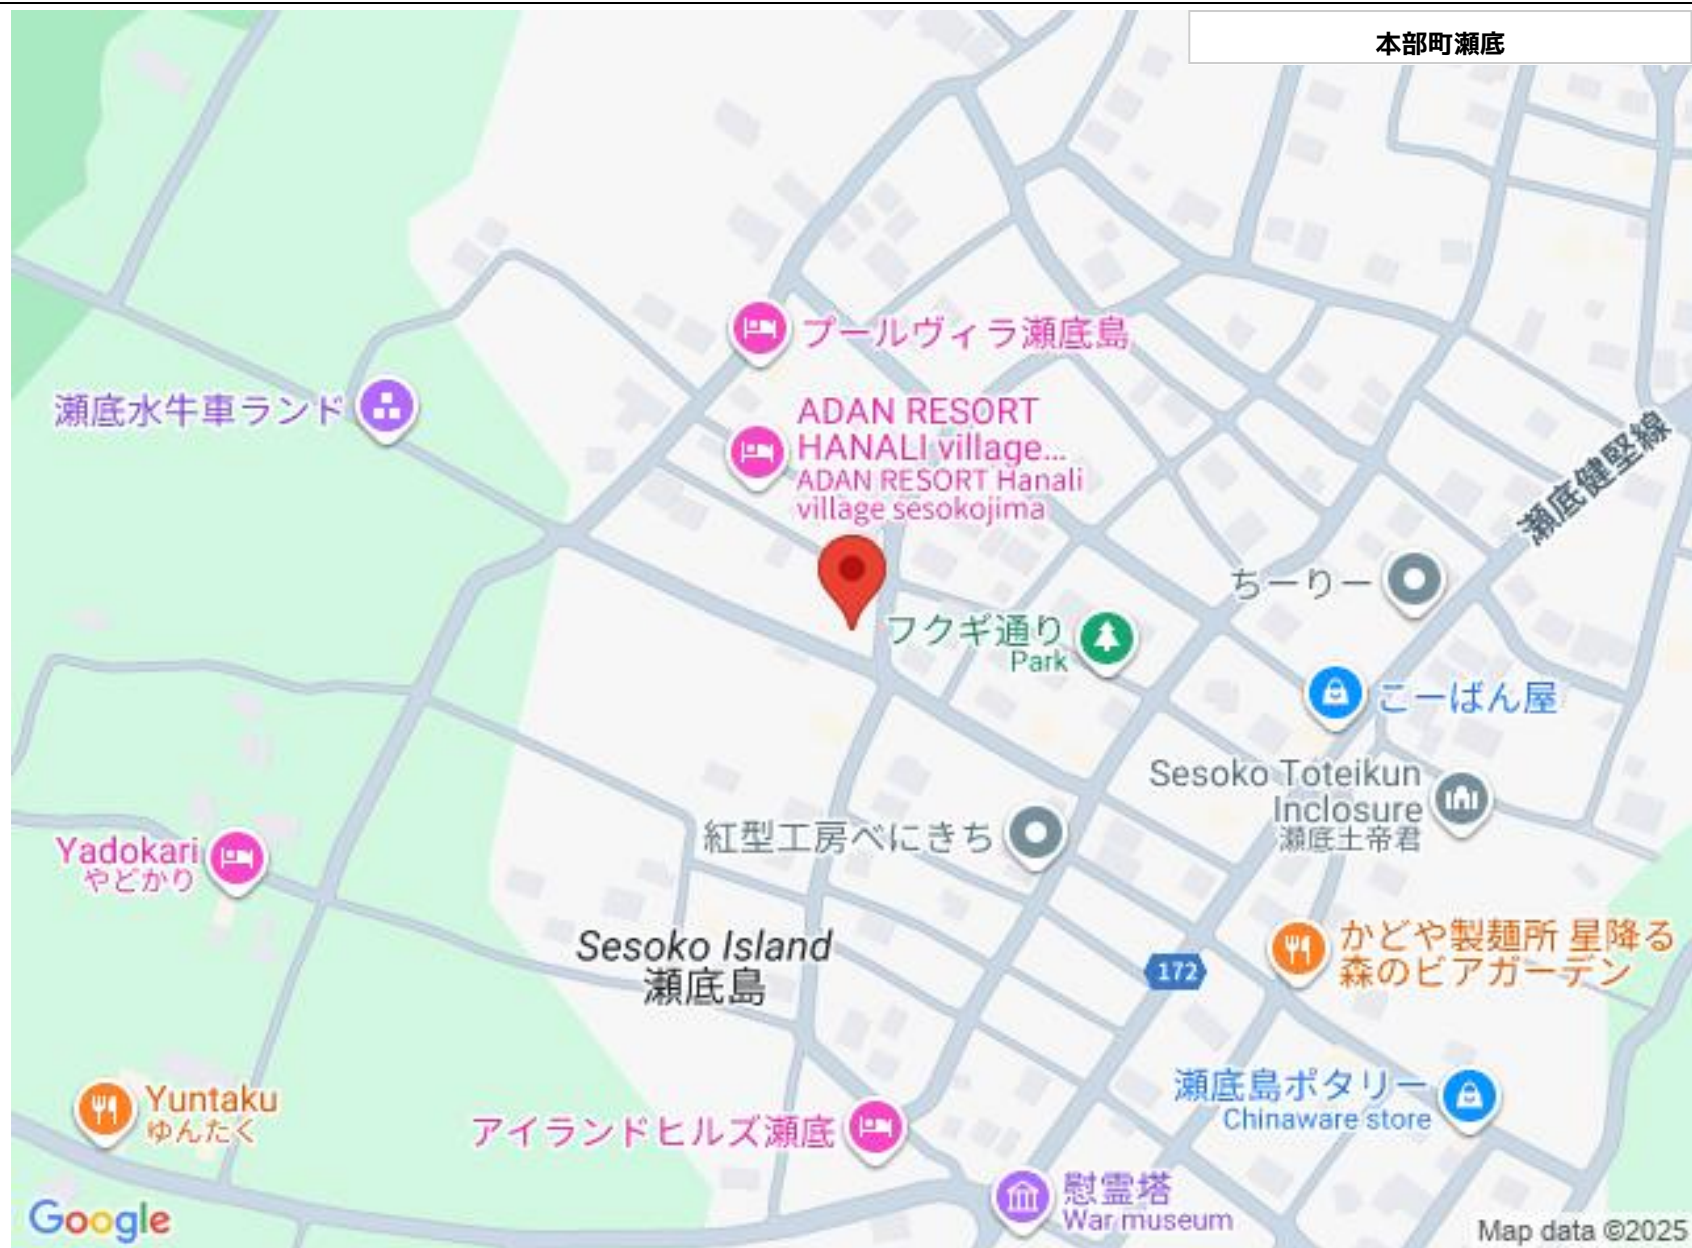 本部町瀬底
プールヴィラ瀬底島
瀬底水牛車ランド
ADAN RESORT
HANALI village...
ADAN RESORT Hanali
village sesokojima
瀬底健堅線
ちーりー
フクギ通り
Park
こーばん屋
Sesoko Toteikun
Inclosure
瀬底土帝君
紅型工房べにきち
Yadokari
やどかり
Sesoko Island
瀬底島
172
かどや製麺所 星降る
森のビアガーデン
Yuntaku
ゆんたく
瀬底島ポタリー
Chinaware store
アイランドヒルズ瀬底
慰霊塔
War museum
Google
Map data ©2025